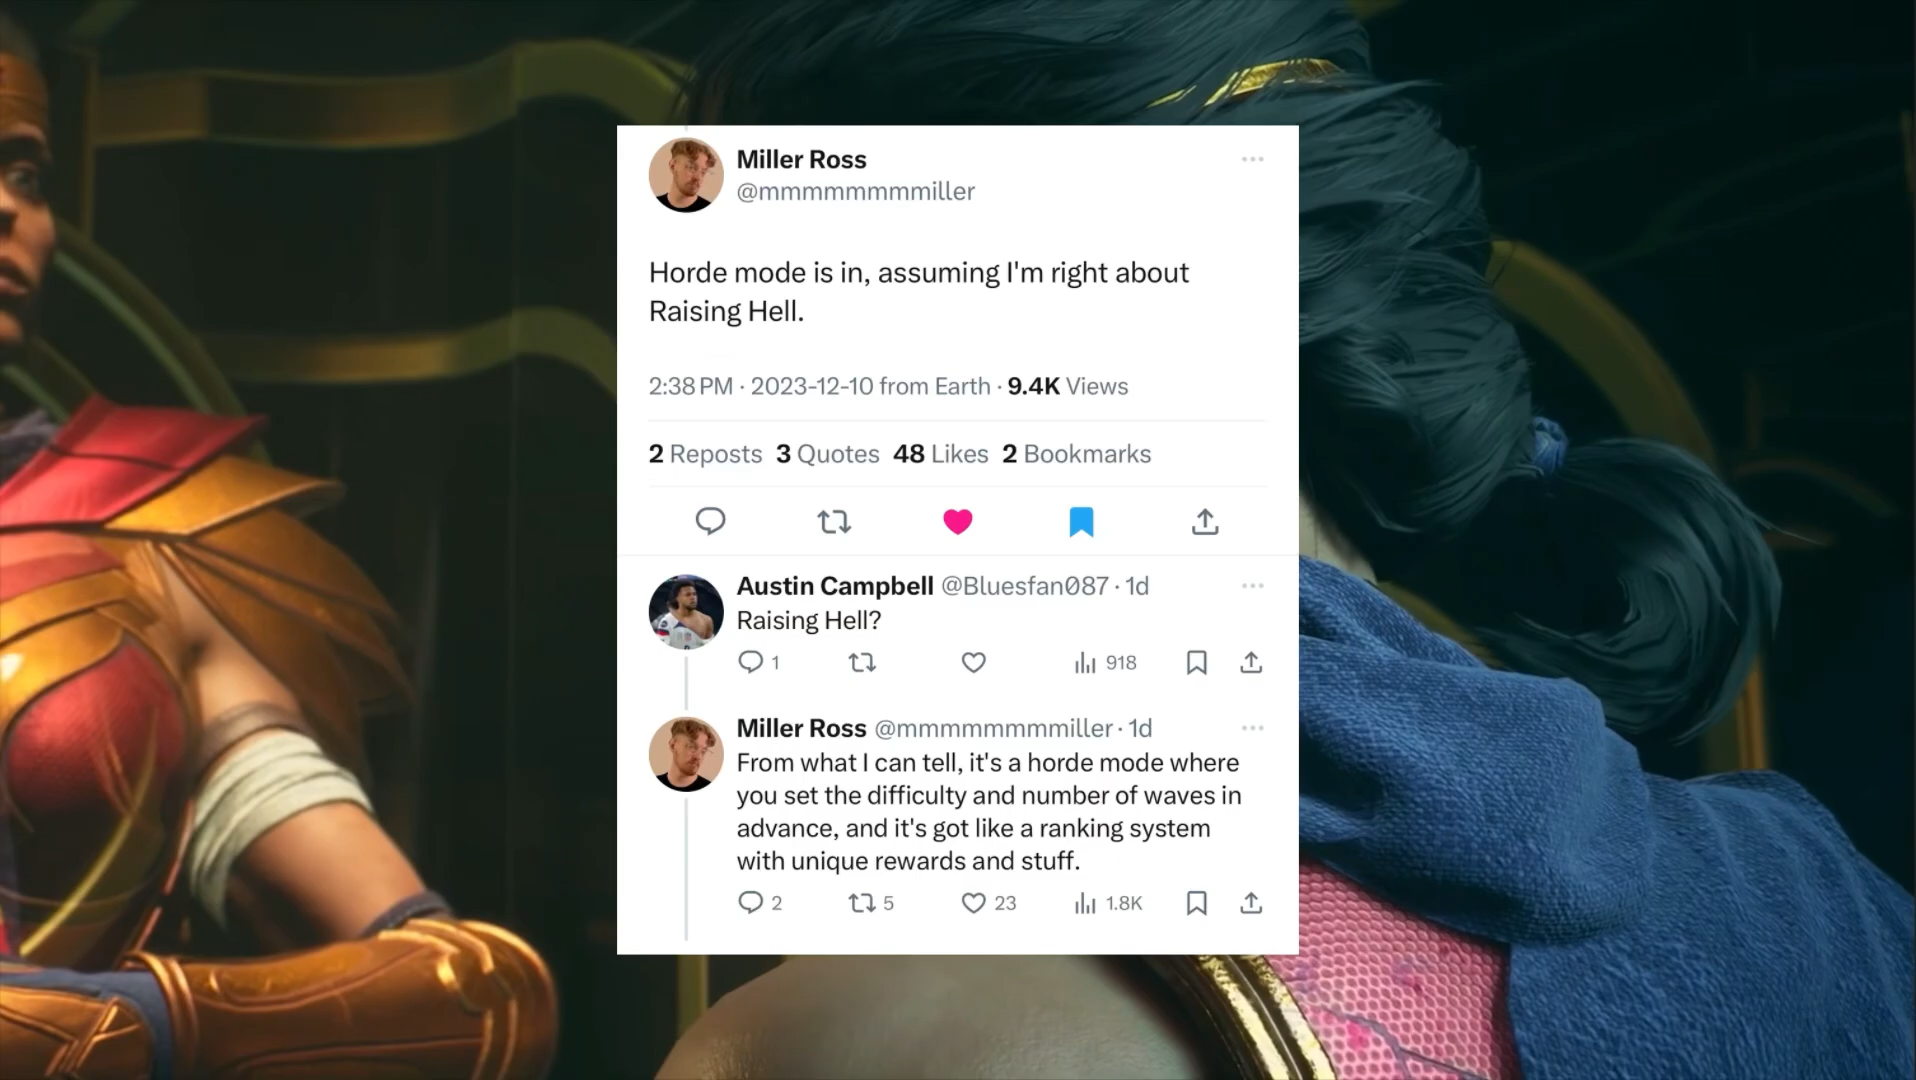 Miller Ross
@mmmmmmmmiller
Horde mode is in, assuming I'm right about
Raising Hell.
2:38 PM · 2023-12-10 from Earth · 9.4K Views
2 Reposts 3 Quotes 48 Likes 2 Bookmarks
Austin Campbell @Bluesfan087 · 1d
Raising Hell?
1 918
Miller Ross @mmmmmmmmiller · 1d
From what I can tell, it's a horde mode where
you set the difficulty and number of waves in
advance, and it's got like a ranking system
with unique rewards and stuff.
2 5 23 1.8K